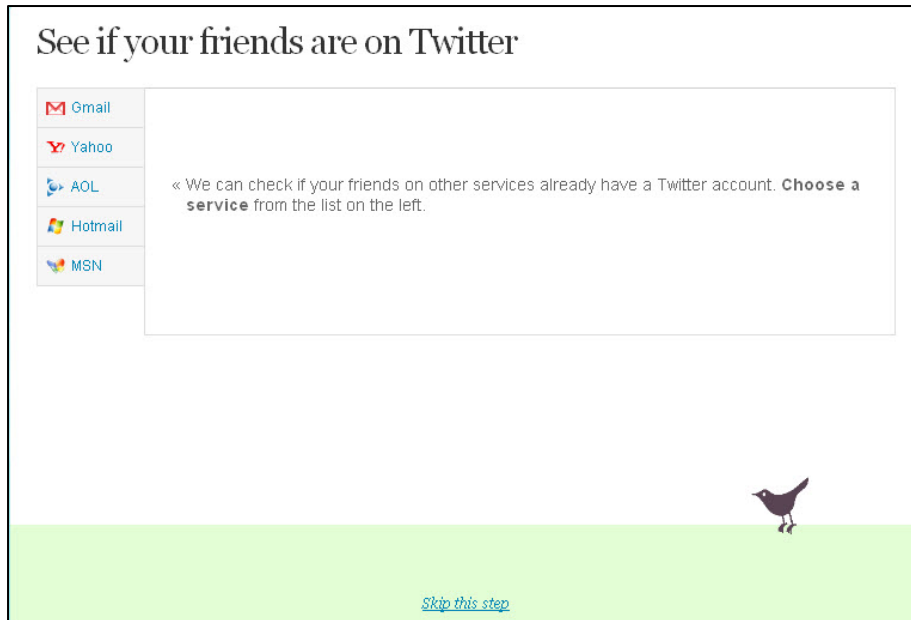 See if your friends are on Twitter
Gmail
Yahoo
AOL
Hotmail
MSN
« We can check if your friends on other services already have a Twitter account. Choose a
service from the list on the left.
Skip this step